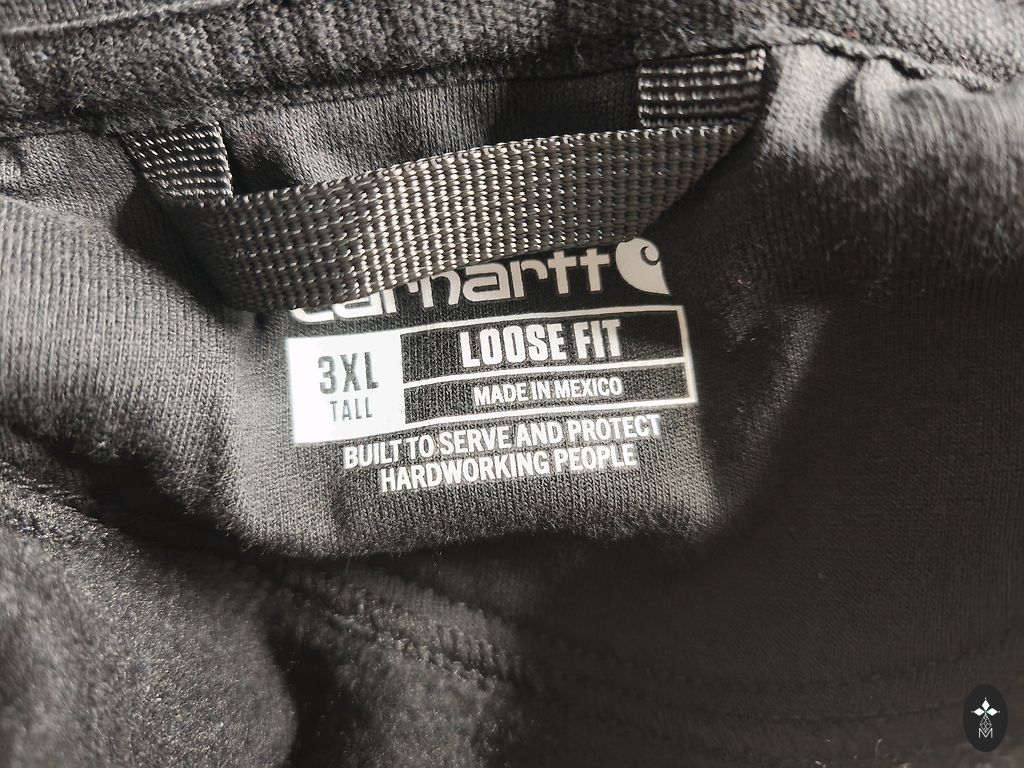 carhartt
3XL
TALL
LOOSE FIT
MADE IN MEXICO
BUILT TO SERVE AND PROTECT
HARDWORKING PEOPLE
M